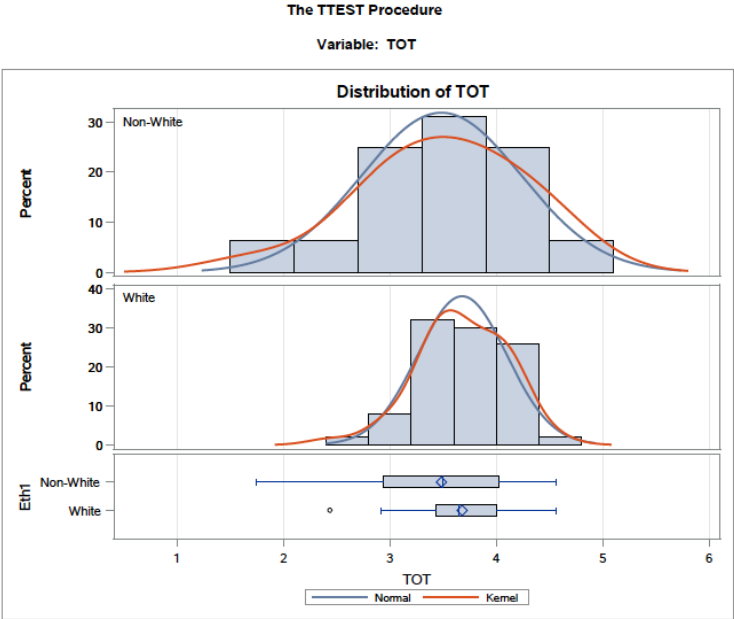 The TTEST Procedure
Variable: TOT
Distribution of TOT
Non-White
Percent
30
20
10
0
White
Percent
40
30
20
10
0
Eth1
Non-White
White
1 2 3 4 5 6
TOT
Normal Kernel